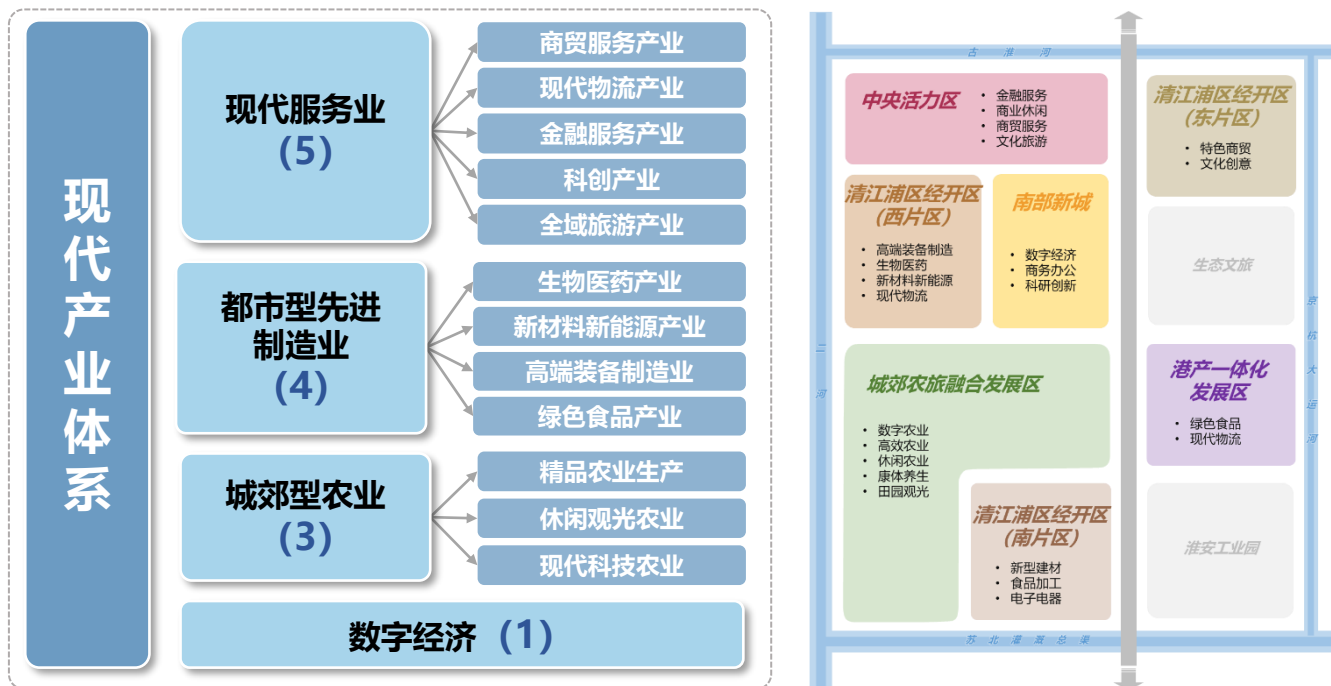 现代产业体系
现代服务业
(5)
商贸服务产业
现代物流产业
金融服务产业
科创产业
全域旅游产业
都市型先进
制造业
(4)
生物医药产业
新材料新能源产业
高端装备制造业
绿色食品产业
城郊型农业
(3)
精品农业生产
休闲观光农业
现代科技农业
数字经济 (1)
古淮河
中央活力区
• 金融服务
• 商业休闲
• 商贸服务
• 文化旅游
清江浦区经开区
(东片区)
• 特色商贸
• 文化创意
清江浦区经开区
(西片区)
• 高端装备制造
• 生物医药
• 新材料新能源
• 现代物流
南部新城
• 数字经济
• 商务办公
• 科研创新
生态文旅
二河
京杭大运河
城郊农旅融合发展区
• 数字农业
• 高效农业
• 休闲农业
• 康体养生
• 田园观光
港产一体化
发展区
• 绿色食品
• 现代物流
清江浦区经开区
(南片区)
• 新型建材
• 食品加工
• 电子电器
淮安工业园
苏北灌溉总渠